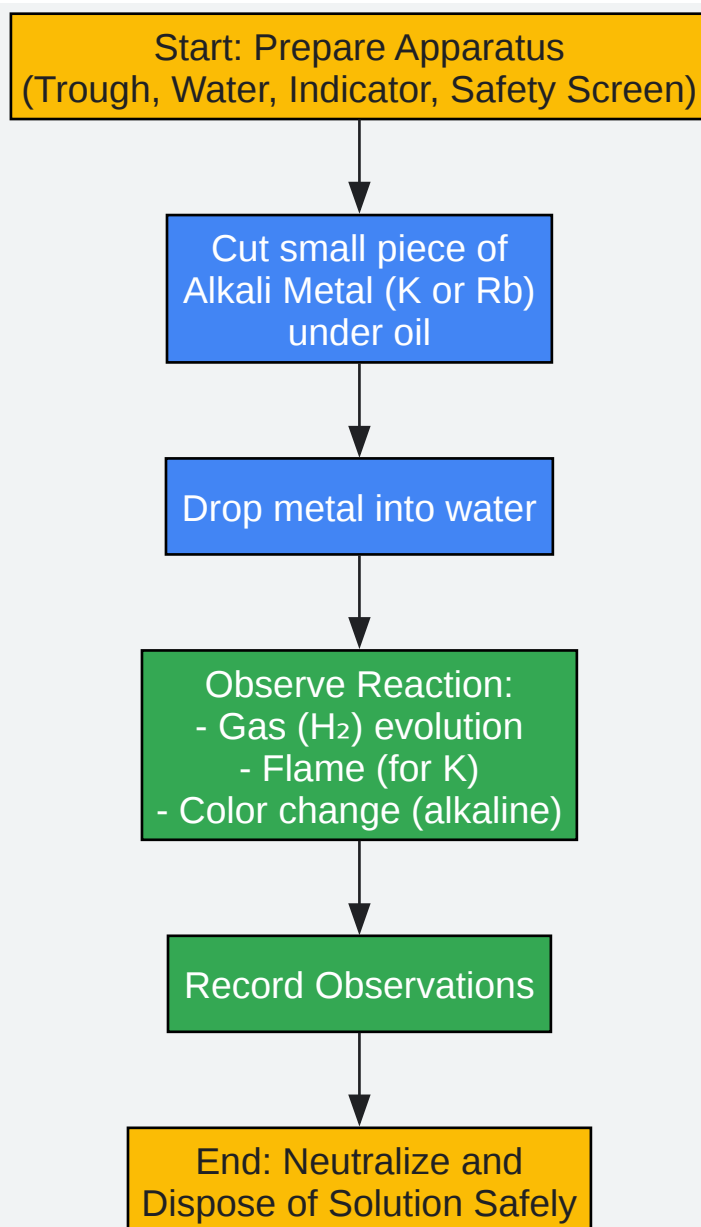 Start: Prepare Apparatus
(Trough, Water, Indicator, Safety Screen)
Cut small piece of
Alkali Metal (K or Rb)
under oil
Drop metal into water
Observe Reaction:
- Gas (H₂) evolution
- Flame (for K)
- Color change (alkaline)
Record Observations
End: Neutralize and
Dispose of Solution Safely